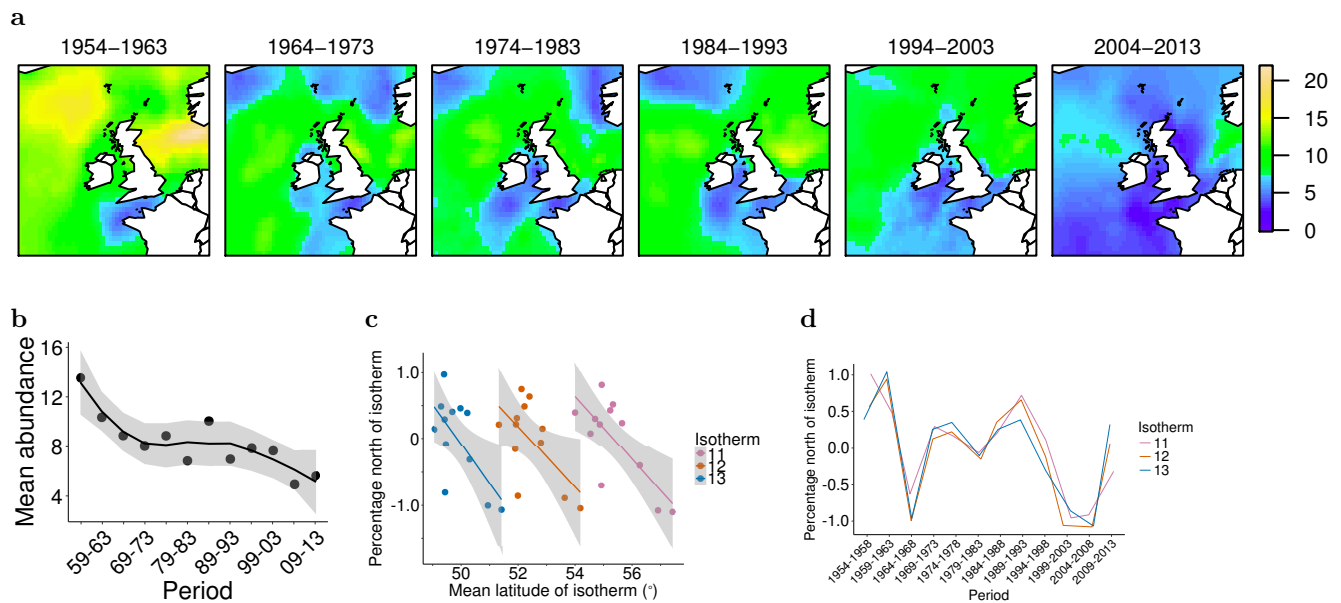 a
1954–1963 1964–1973 1974–1983 1984–1993 1994–2003 2004–2013
20
15
10
5
0
b
Mean abundance
16
12
8
4
59-63 69-73 79-83 89-93 99-03 09-13
Period
c
Percentage north of isotherm
1.0
0
-1.0
50 52 54 56
Mean latitude of isotherm (°)
Isotherm
11
12
13
d
Percentage north of isotherm
1.0
0.5
0.0
-0.5
-1.0
1954-1958 1959-1963 1964-1968 1969-1973 1974-1978 1979-1983 1984-1988 1989-1993 1994-1998 1999-2003 2004-2008 2009-2013
Period
Isotherm
11
12
13